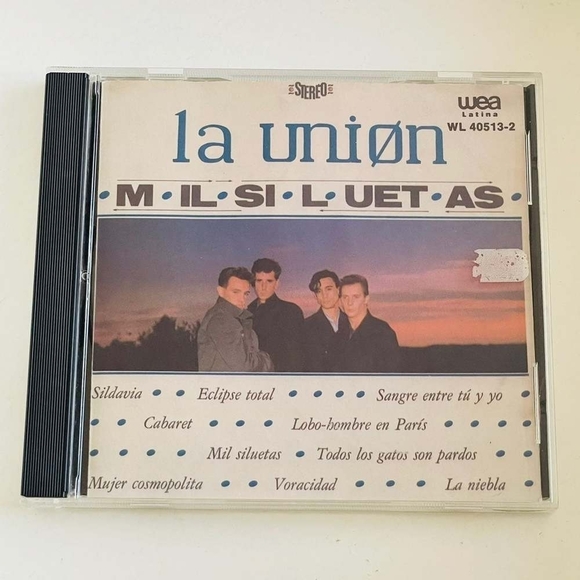 STEREO
wea
Latina
WL 40513-2
la uniøn
M·IL·SI·L·UET·AS
Sildavia • • Eclipse total • • • • Sangre entre tú y yo
• • Cabaret • • Lobo-hombre en París • • • •
• • • • Mil siluetas • Todos los gatos son pardos •
Mujer cosmopolita • • Voracidad • • • La niebla •